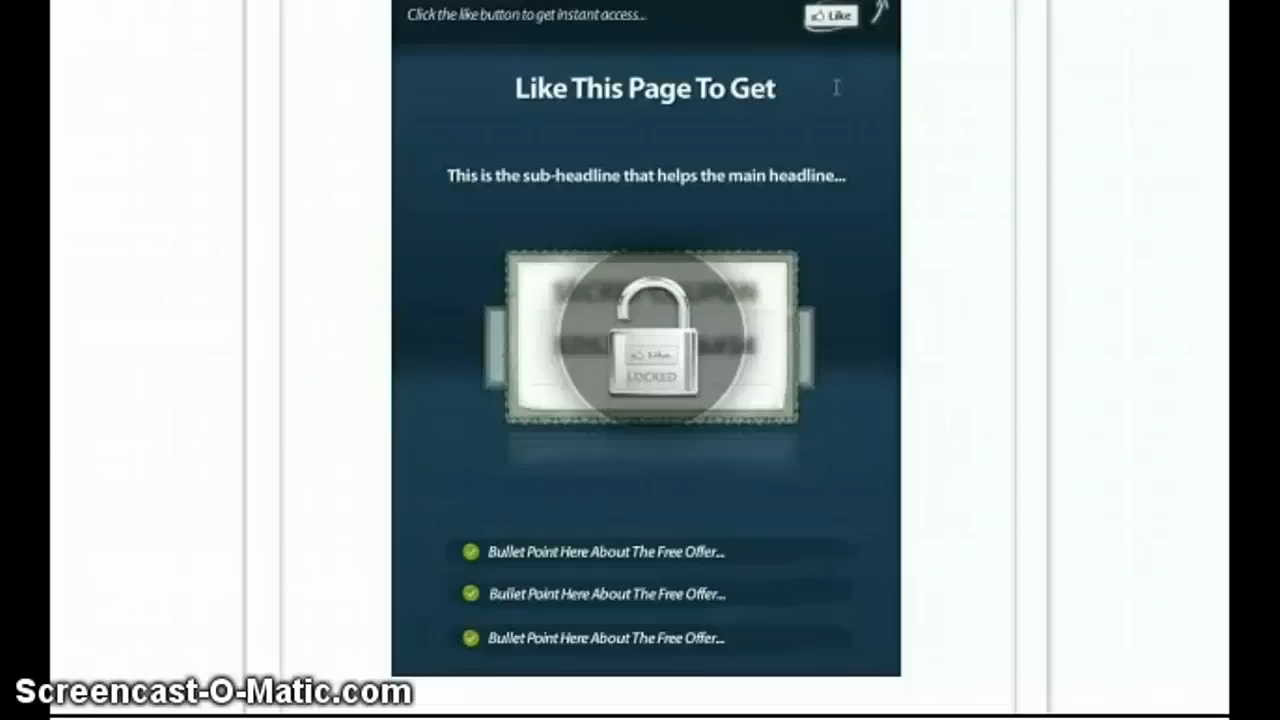 Click the like button to get instant access...
Like
Like This Page To Get
This is the sub-headline that helps the main headline...
Like
LOCKED
Bullet Point Here About The Free Offer...
Bullet Point Here About The Free Offer...
Bullet Point Here About The Free Offer...
Screencast-O-Matic.com